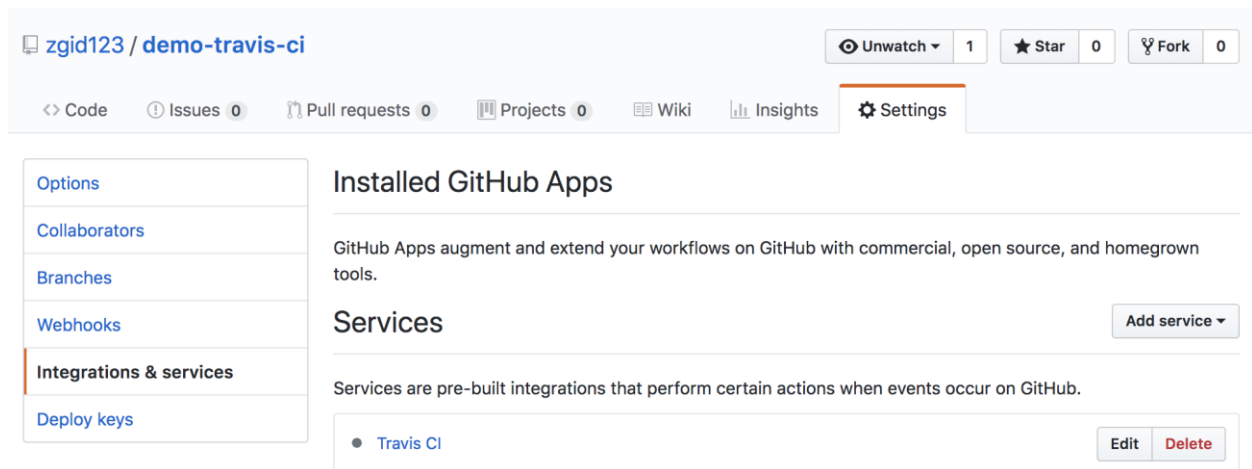 zgid123 / demo-travis-ci
Unwatch 1 Star 0 Fork 0
Code Issues 0 Pull requests 0 Projects 0 Wiki Insights Settings
Options
Collaborators
Branches
Webhooks
Integrations & services
Deploy keys
Installed GitHub Apps
GitHub Apps augment and extend your workflows on GitHub with commercial, open source, and homegrown
tools.
Services Add service
Services are pre-built integrations that perform certain actions when events occur on GitHub.
Travis CI Edit Delete